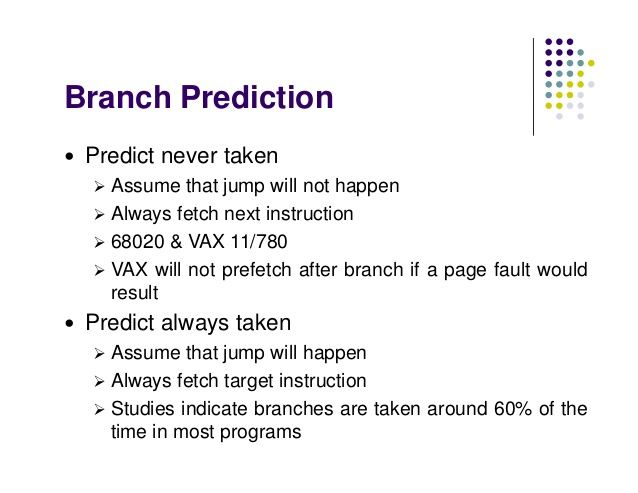 Branch Prediction
• Predict never taken
➢ Assume that jump will not happen
➢ Always fetch next instruction
➢ 68020 & VAX 11/780
➢ VAX will not prefetch after branch if a page fault would
result
• Predict always taken
➢ Assume that jump will happen
➢ Always fetch target instruction
➢ Studies indicate branches are taken around 60% of the
time in most programs